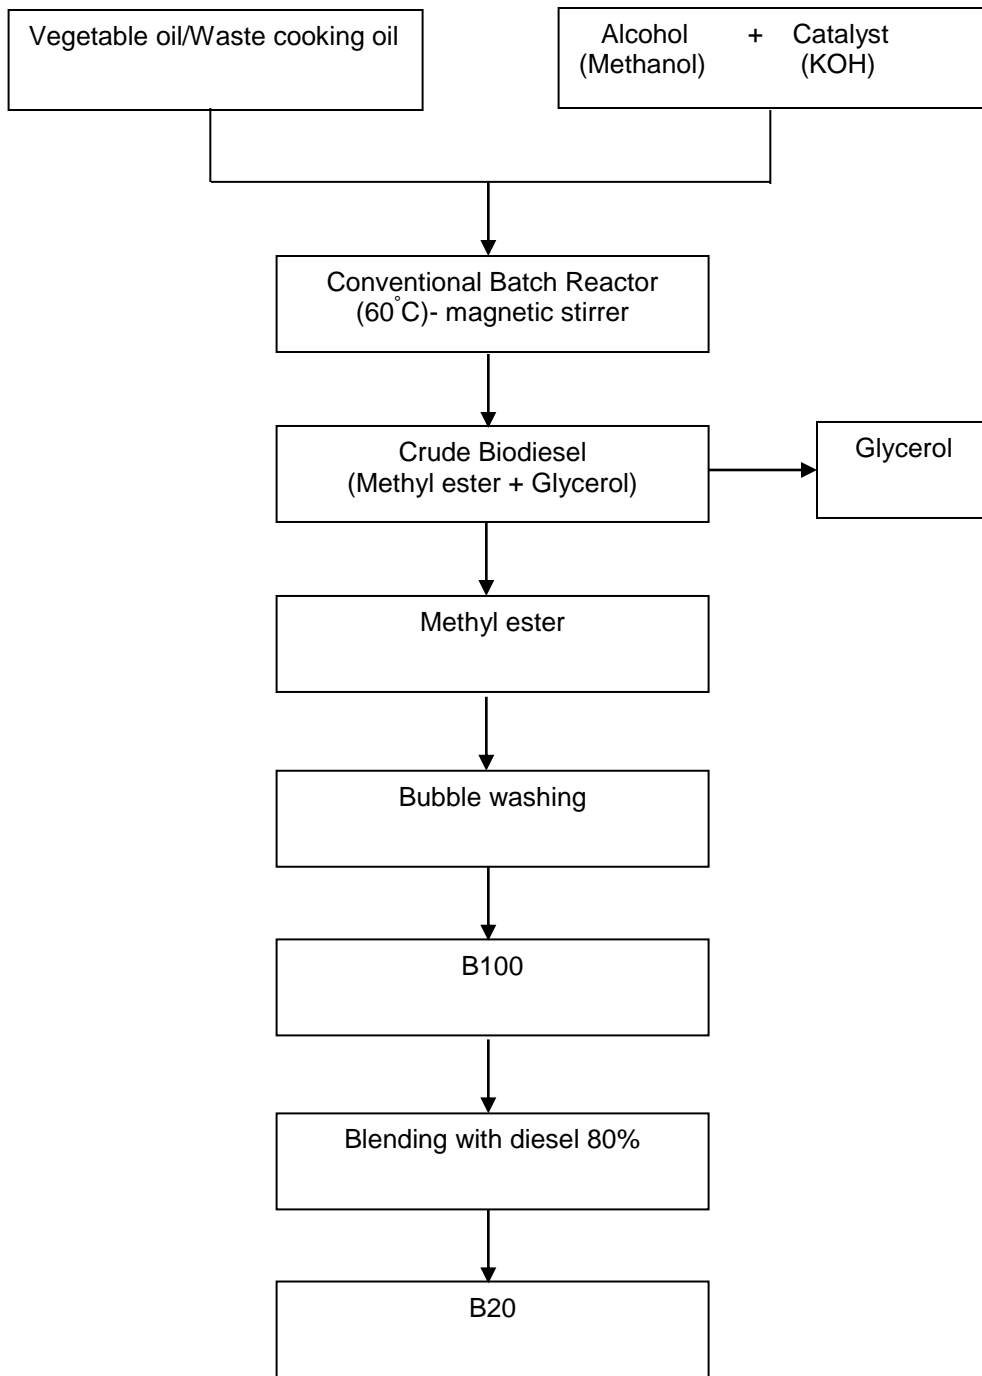 Vegetable oil/Waste cooking oil
Alcohol + Catalyst
(Methanol) (KOH)
Conventional Batch Reactor
(60°C)- magnetic stirrer
Crude Biodiesel
(Methyl ester + Glycerol)
Glycerol
Methyl ester
Bubble washing
B100
Blending with diesel 80%
B20